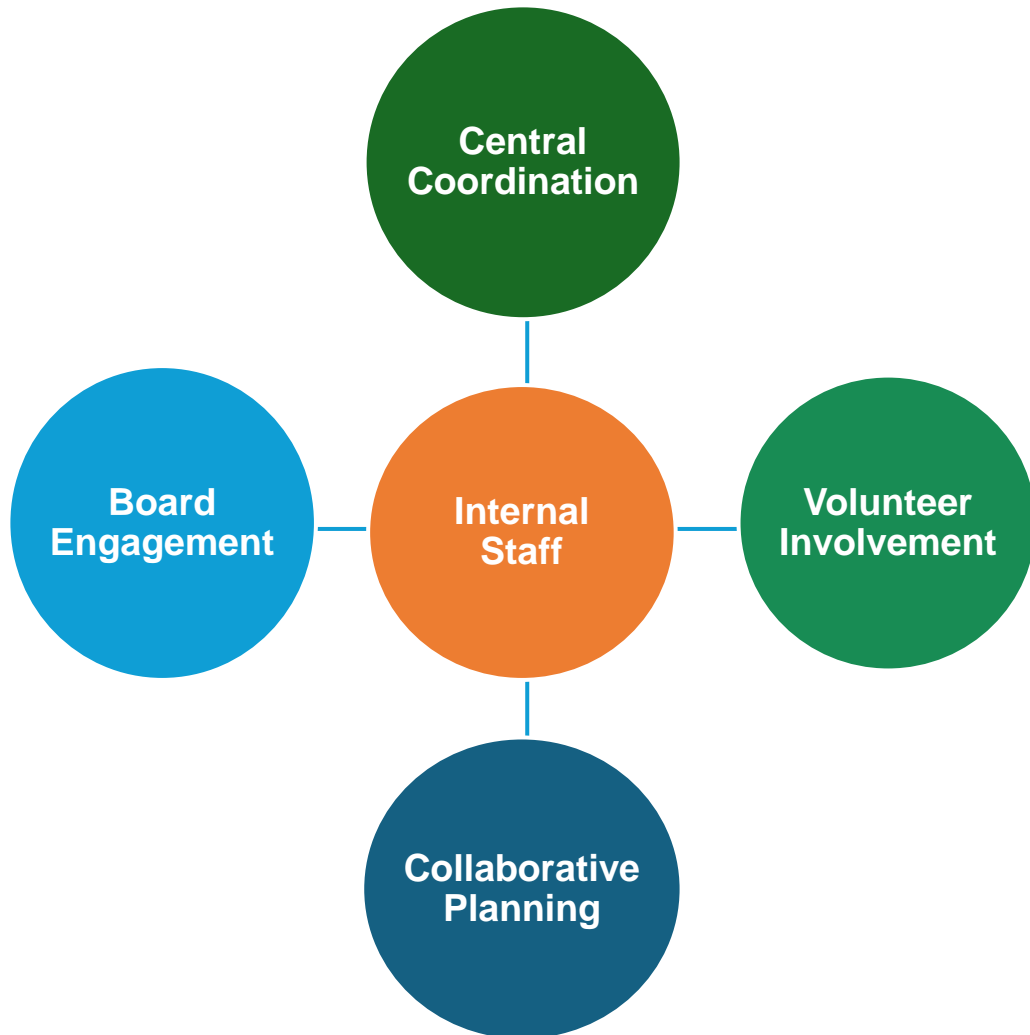 Central
Coordination
Board
Engagement
Internal
Staff
Volunteer
Involvement
Collaborative
Planning